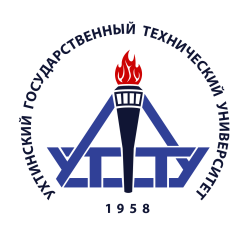 УХТИНСКИЙ ГОСУДАРСТВЕННЫЙ ТЕХНИЧЕСКИЙ УНИВЕРСИТЕТ
УГТУ
1958